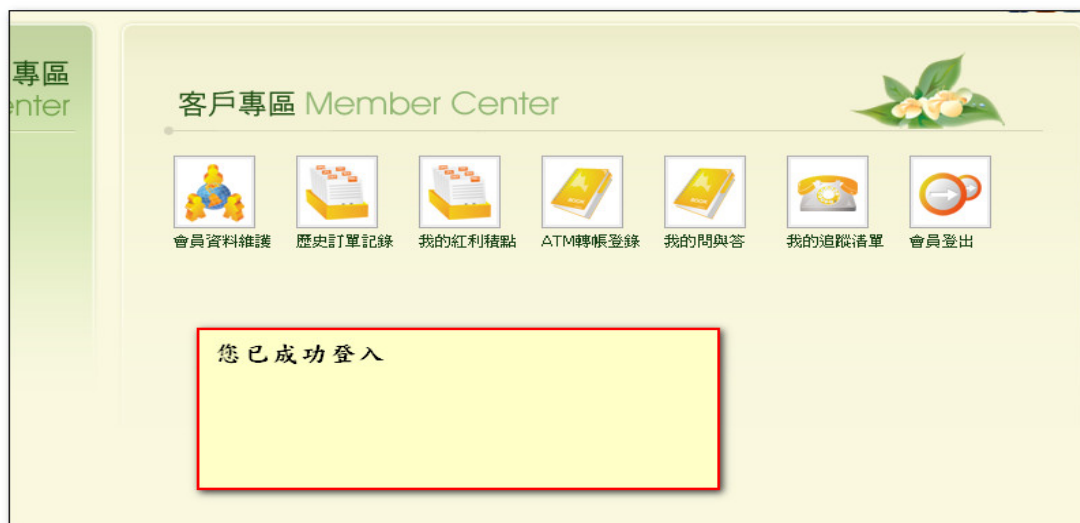 專區
enter
客戶專區 Member Center
BOOK
BOOK
會員資料維護 歷史訂單記錄 我的紅利積點 ATM轉帳登錄 我的問與答 我的追蹤清單 會員登出
您已成功登入